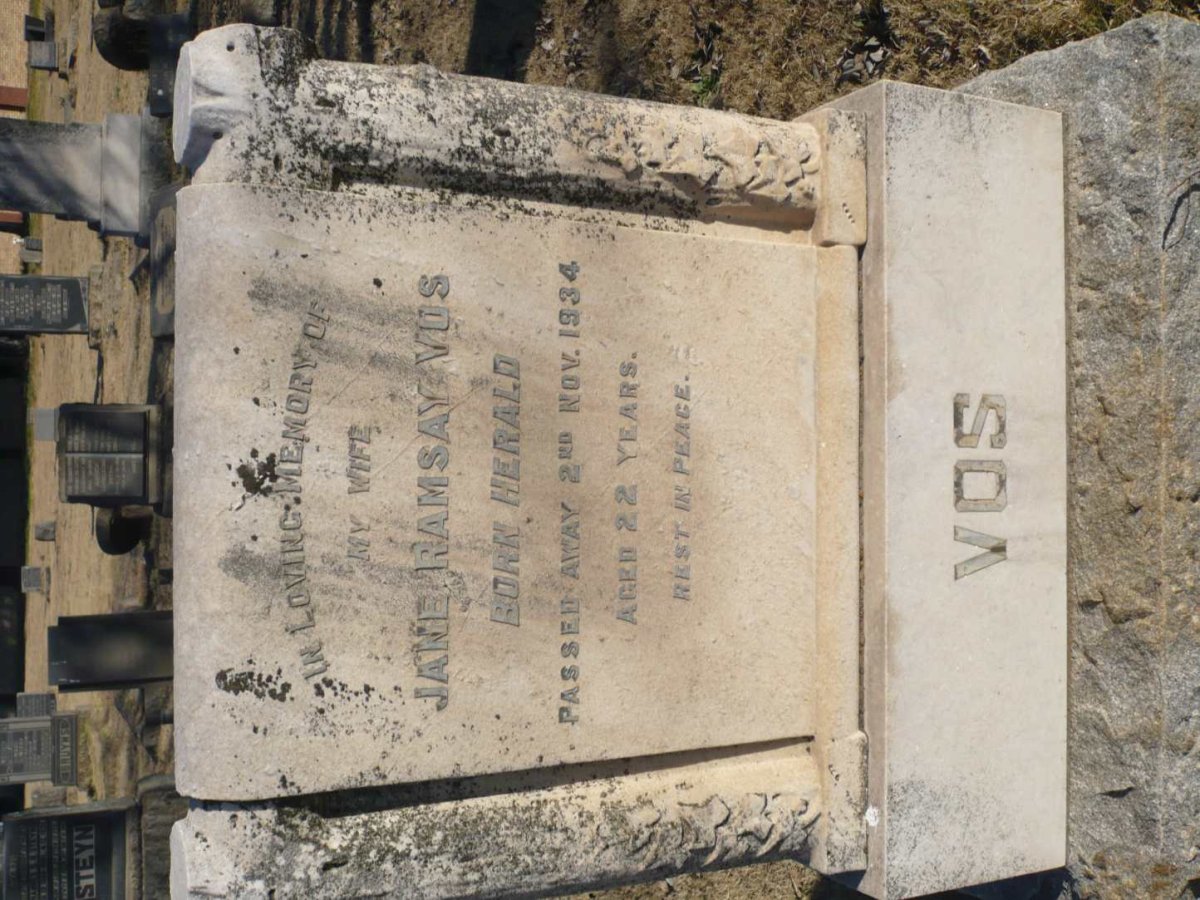 IN LOVING MEMORY OF
MY WIFE
JANE RAMSAY VOS
BORN HERALD
PASSED AWAY 2ND NOV. 1934
AGED 22 YEARS.
REST IN PEACE.
VOS
STEYN